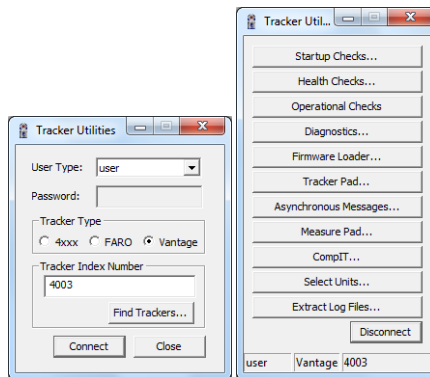 Tracker Utilities
User Type: user
Password:
Tracker Type
4xxx FARO Vantage
Tracker Index Number
4003
Find Trackers...
Connect Close
Tracker Util...
Startup Checks...
Health Checks...
Operational Checks
Diagnostics...
Firmware Loader...
Tracker Pad...
Asynchronous Messages...
Measure Pad...
CompIT...
Select Units...
Extract Log Files...
Disconnect
user Vantage 4003